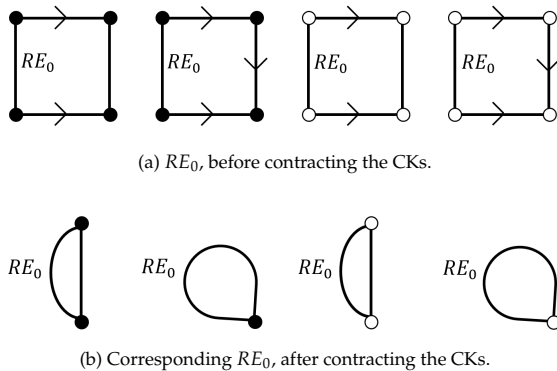 RE₀ RE₀ RE₀ RE₀
(a) RE₀, before contracting the CKs.
RE₀ RE₀ RE₀ RE₀
(b) Corresponding RE₀, after contracting the CKs.